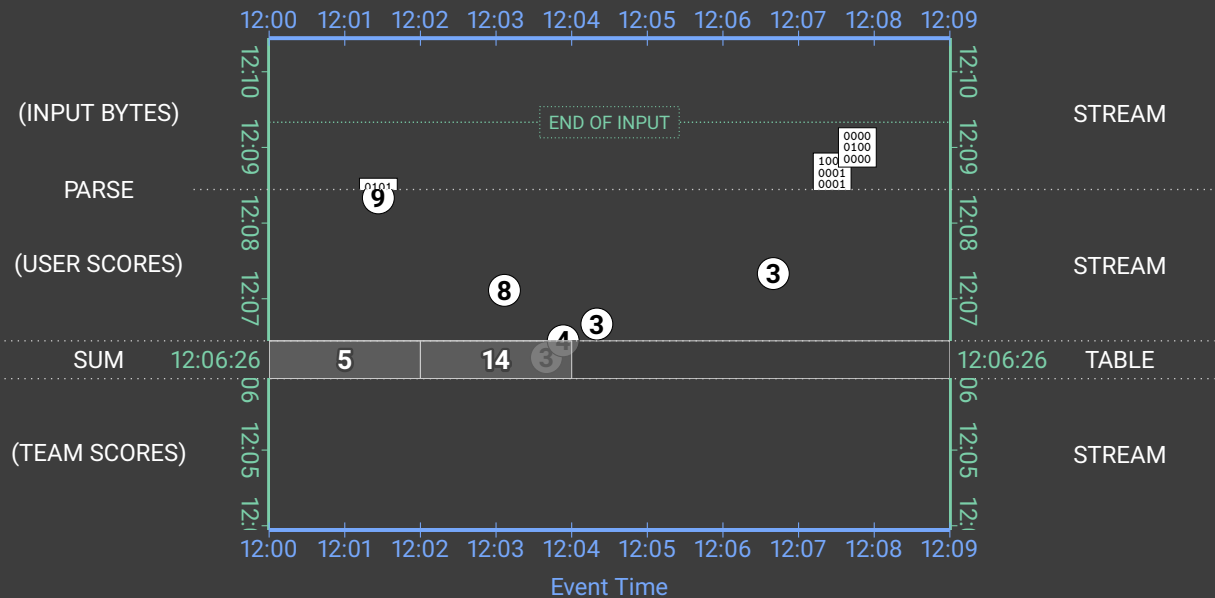 12:00 12:01 12:02 12:03 12:04 12:05 12:06 12:07 12:08 12:09
12:10 12:10
(INPUT BYTES) STREAM
END OF INPUT
0000
0100
0000
12:09 12:09
100
0001
0001
PARSE
0101
9
12:08 12:08
(USER SCORES) STREAM
3
8
12:07 12:07
3
4
SUM 12:06:26 5 14 3 12:06:26 TABLE
06 06
(TEAM SCORES) 12:05 12:05 STREAM
12:0 12:0
12:00 12:01 12:02 12:03 12:04 12:05 12:06 12:07 12:08 12:09
Event Time